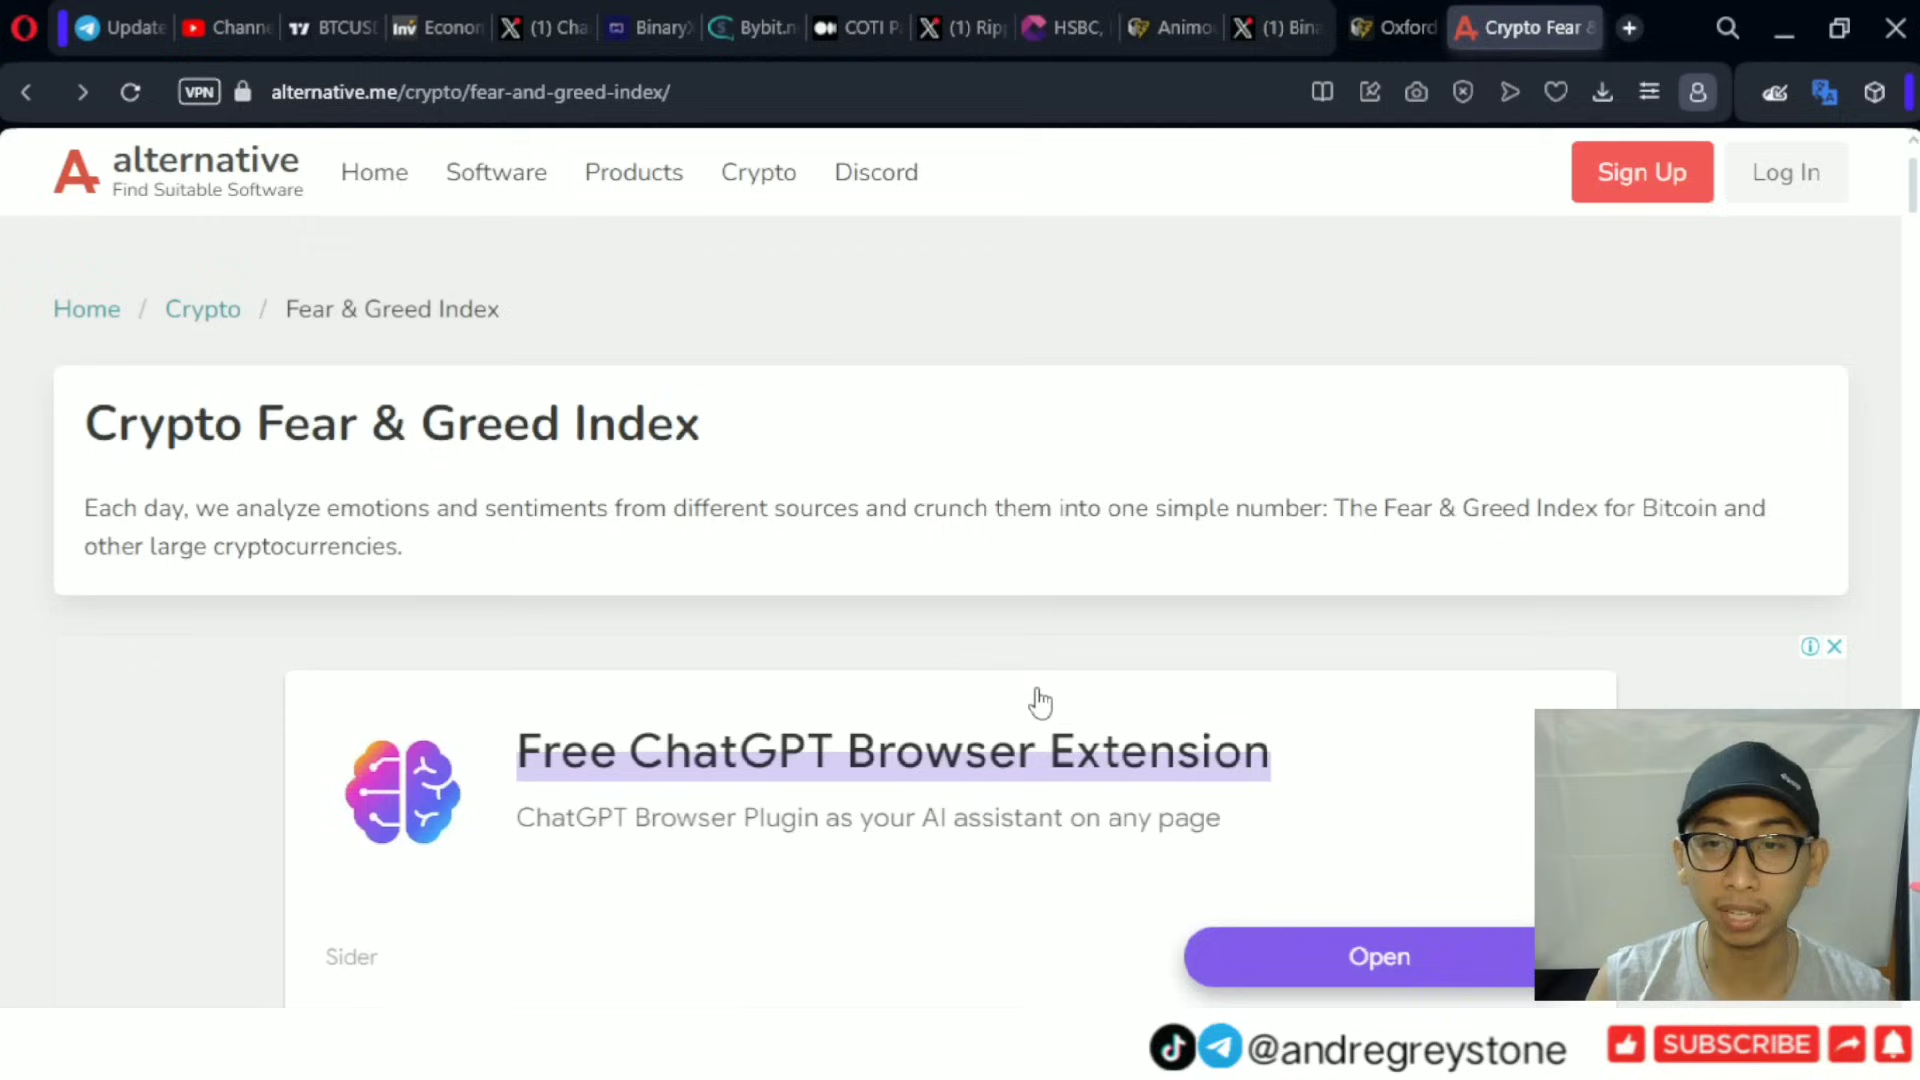 Update
Channe
BTCUS
Inv Econon
(1) Cha
Binary
Bybit.n
COTI P
(1) Rip
HSBC,
Animo
(1) Bin
Oxford
Crypto Fear &
VPN
alternative.me/crypto/fear-and-greed-index/
alternative
Find Suitable Software
Home
Software
Products
Crypto
Discord
Sign Up
Log In
Home / Crypto / Fear & Greed Index
Crypto Fear & Greed Index
Each day, we analyze emotions and sentiments from different sources and crunch them into one simple number: The Fear & Greed Index for Bitcoin and
other large cryptocurrencies.
Free ChatGPT Browser Extension
ChatGPT Browser Plugin as your AI assistant on any page
Sider
Open
@andregreystone
SUBSCRIBE